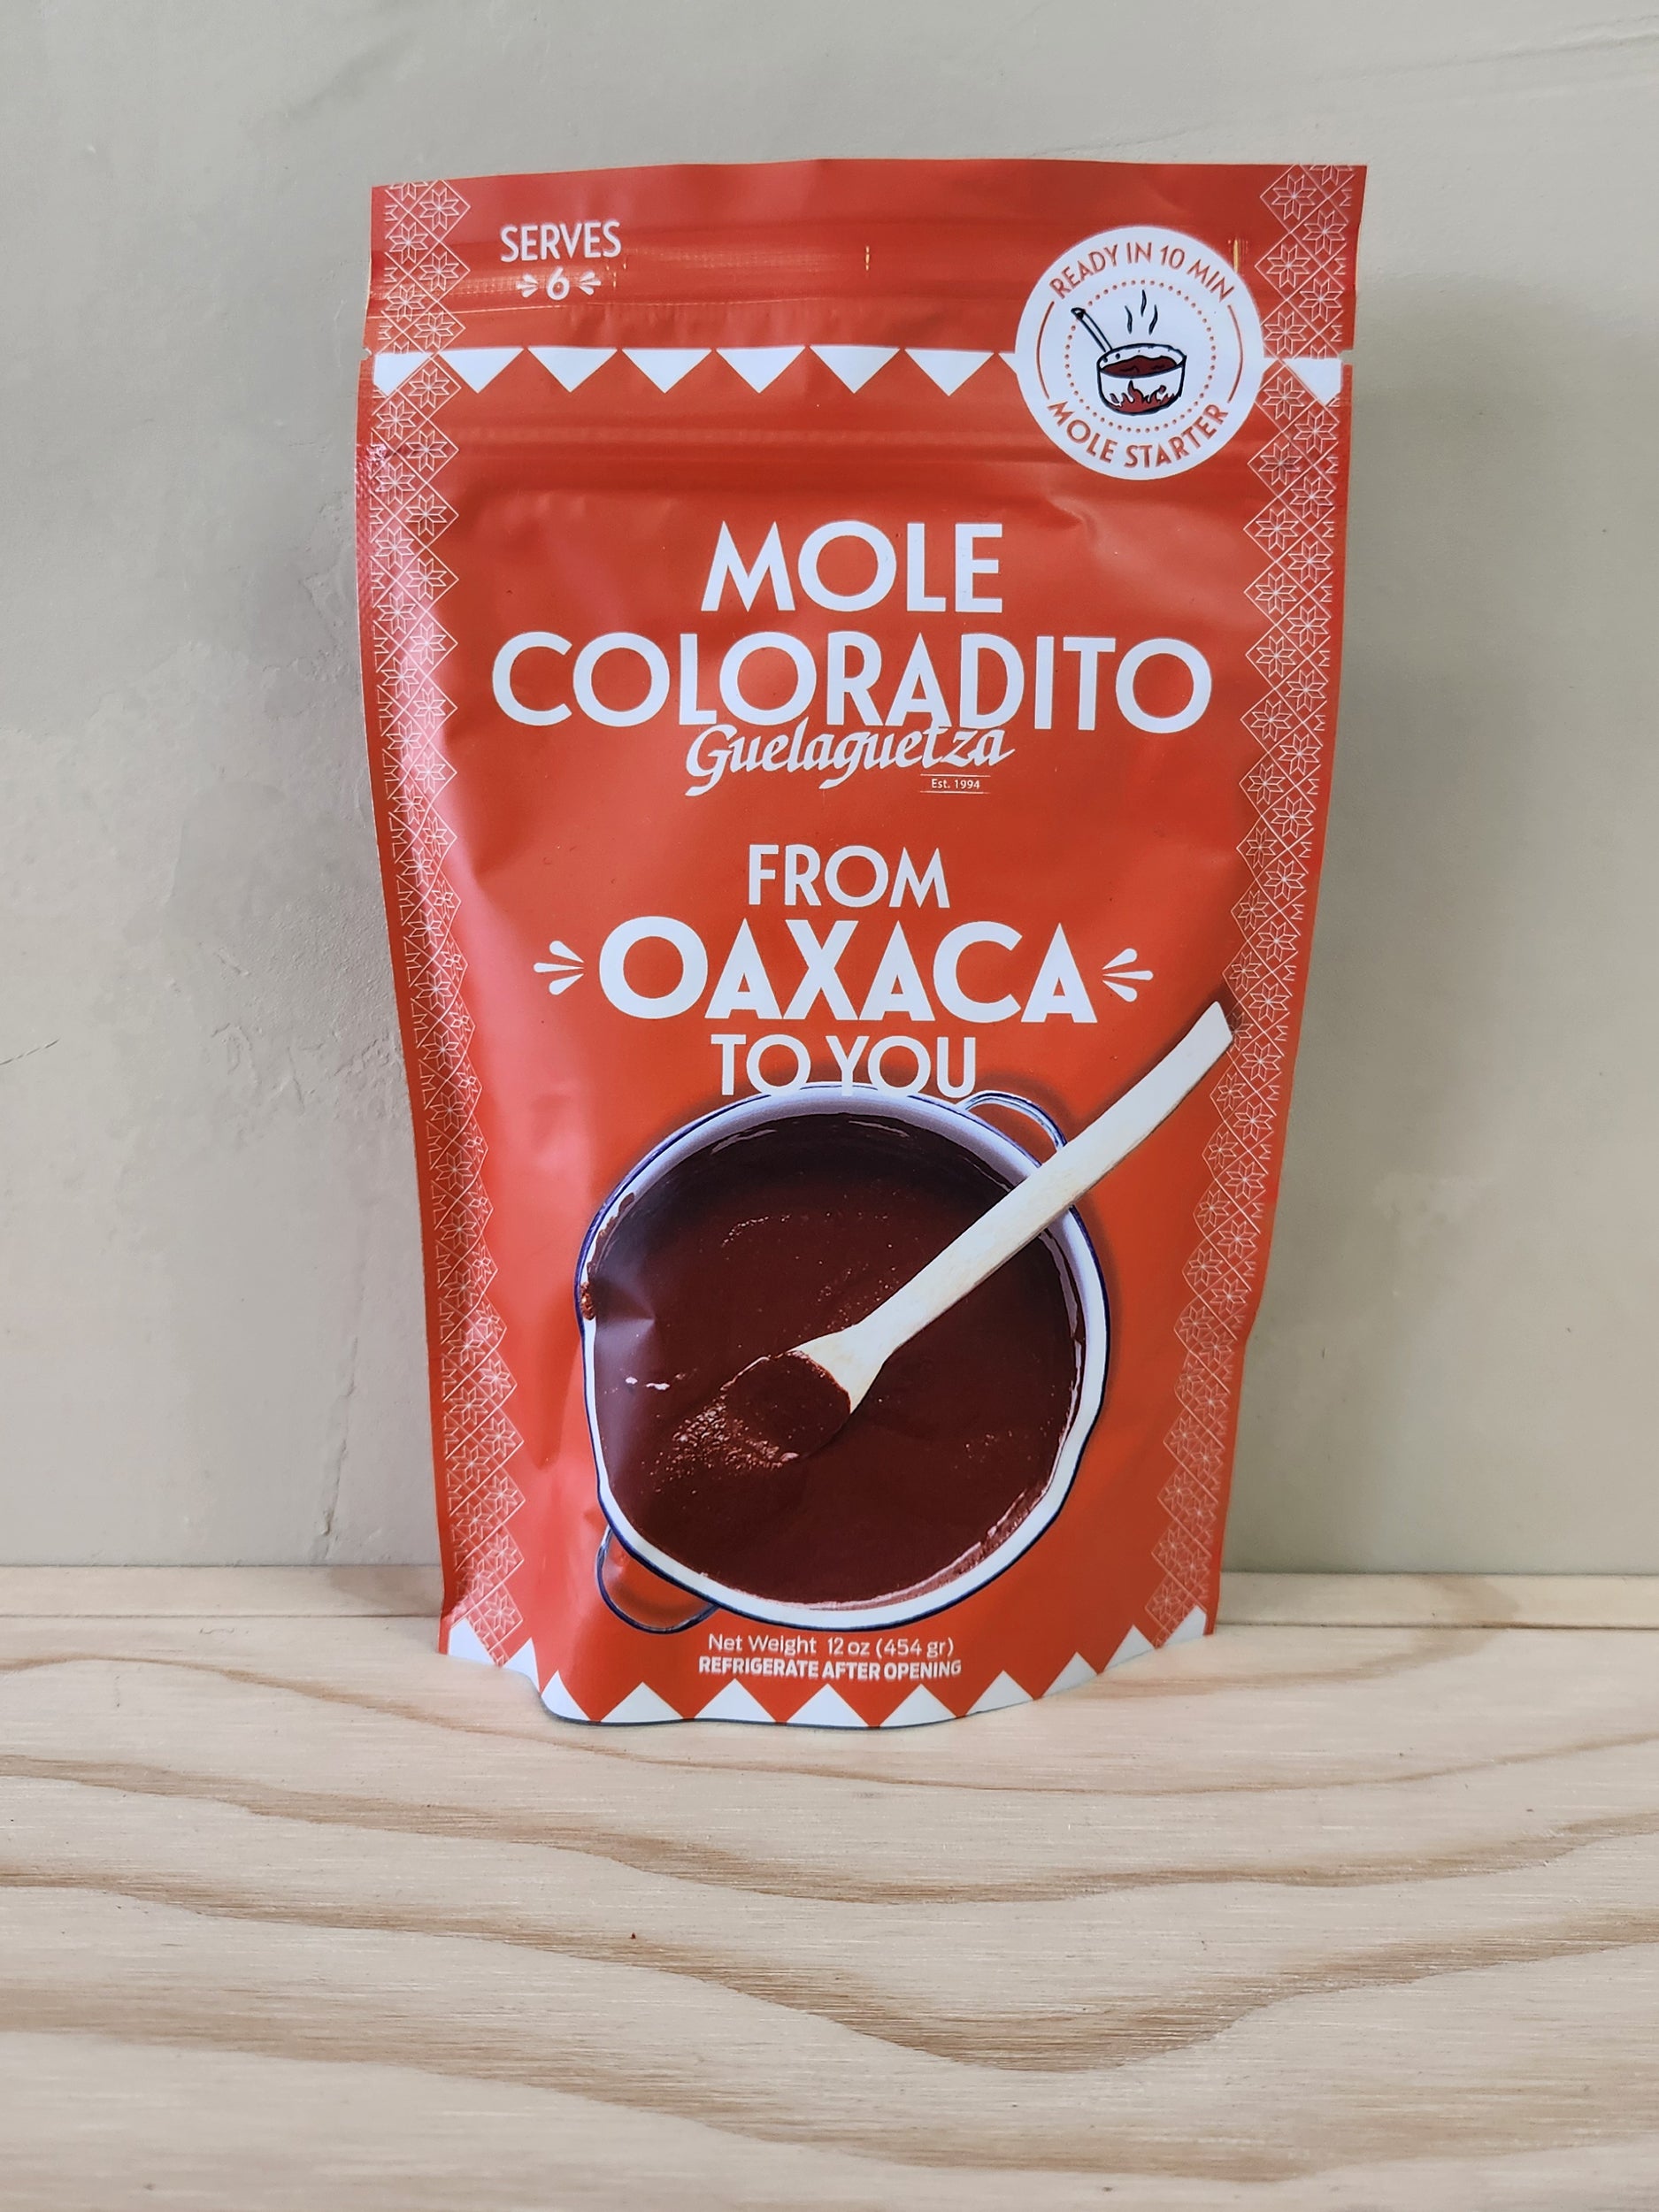 SERVES
6
READY IN 10 MIN
MOLE STARTER
MOLE
COLORADITO
Guelaguetza
Est. 1994
FROM
OAXACA
TO YOU
Net Weight 12 oz (454 gr)
REFRIGERATE AFTER OPENING